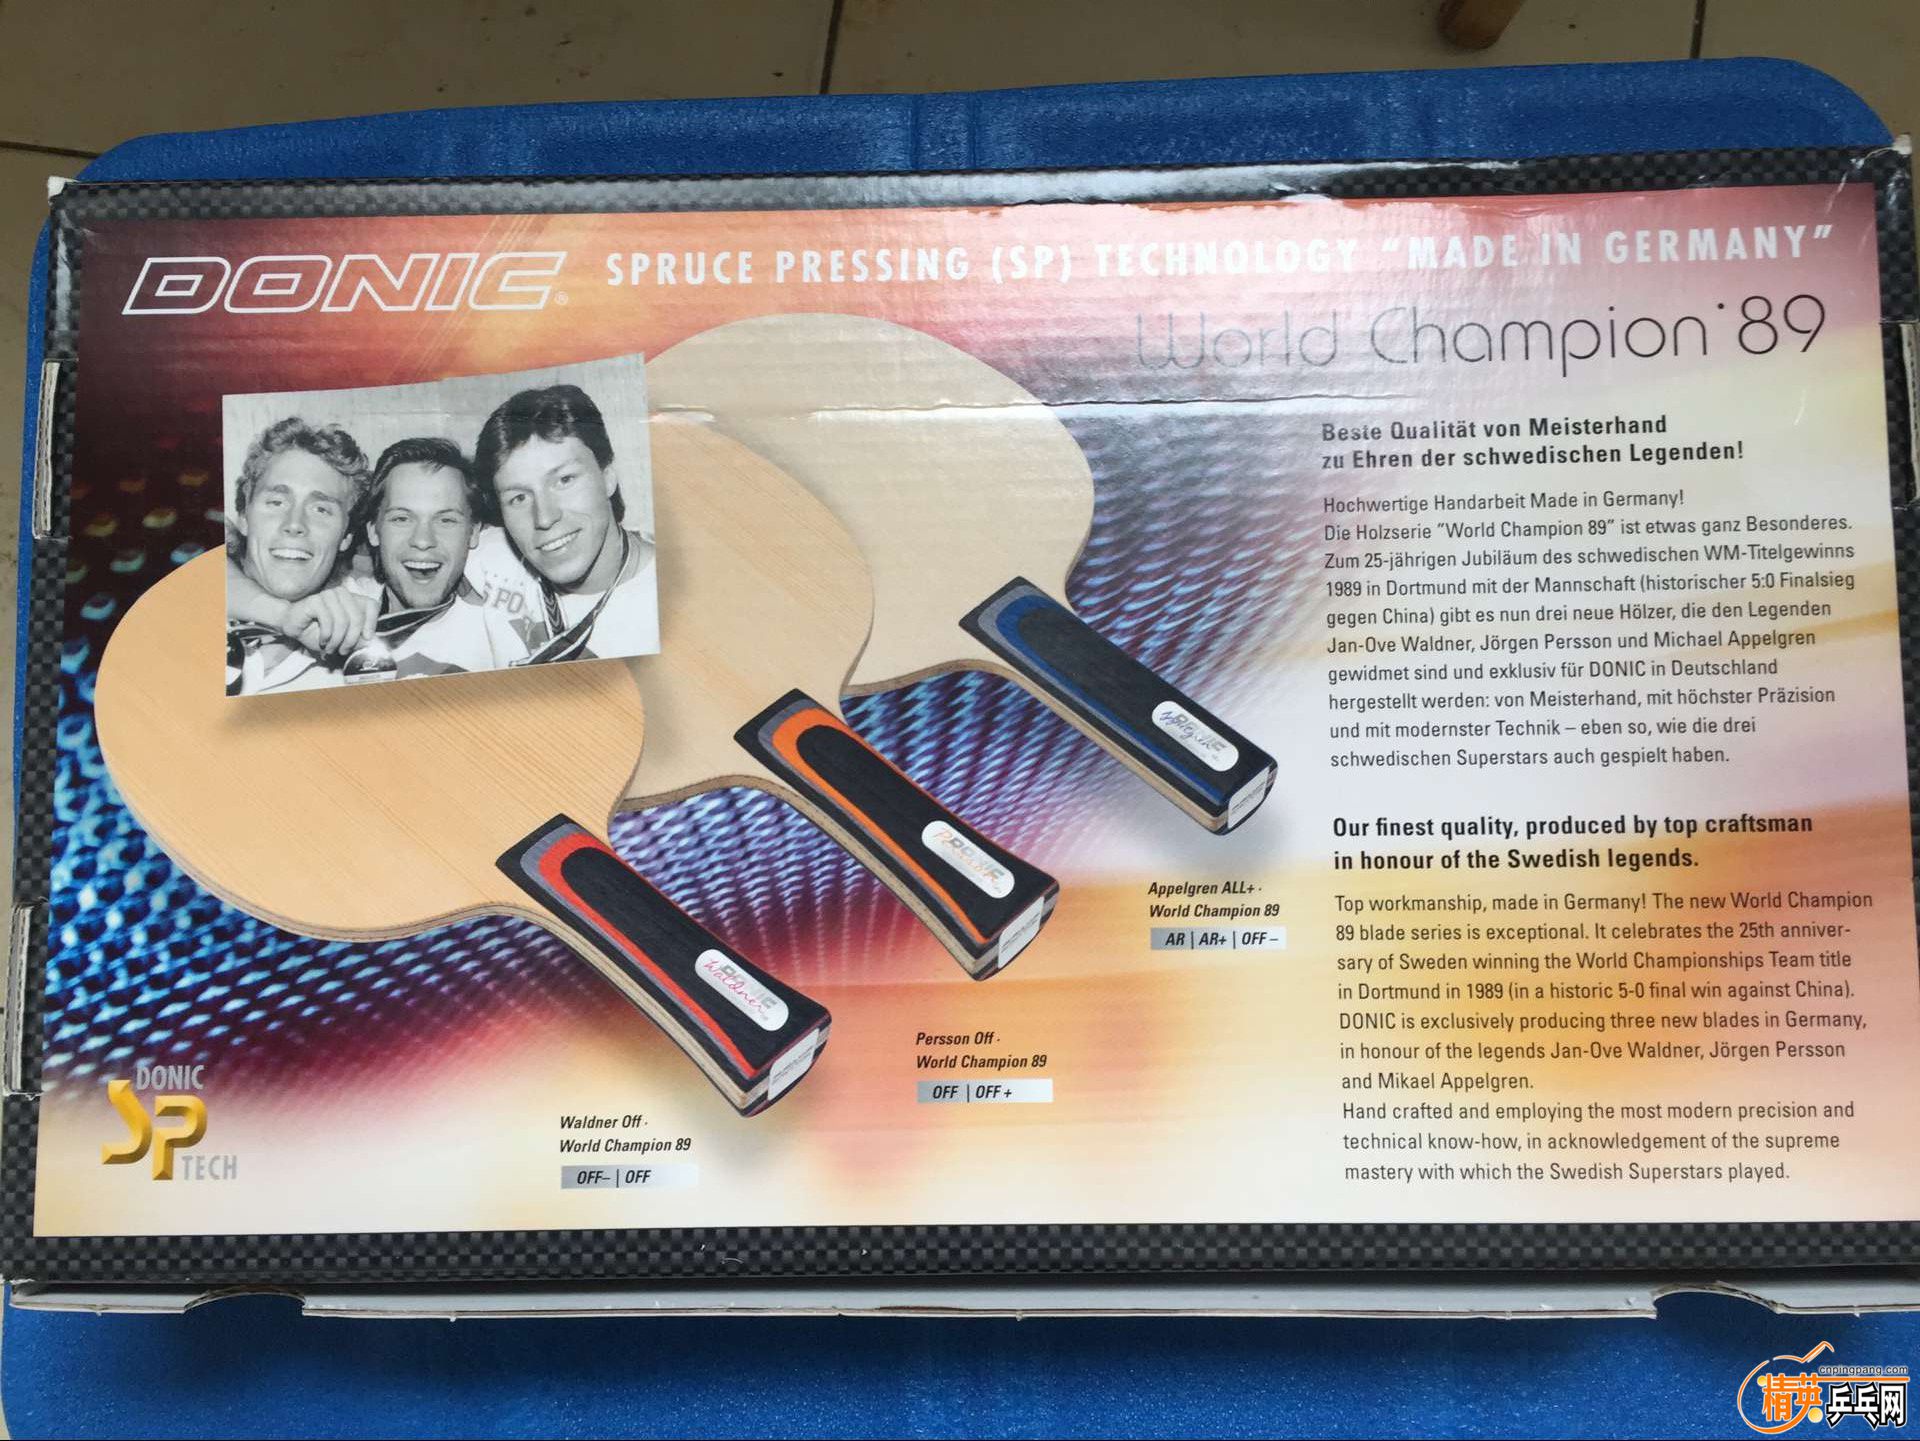 DONIC® SPRUCE PRESSING (SP) TECHNOLOGY "MADE IN GERMANY"
World Champion '89
Beste Qualität von Meisterhand
zu Ehren der schwedischen Legenden!
Hochwertige Handarbeit Made in Germany!
Die Holzserie "World Champion 89" ist etwas ganz Besonderes.
Zum 25-jährigen Jubiläum des schwedischen WM-Titelgewinns
1989 in Dortmund mit der Mannschaft (historischer 5:0 Finalsieg
gegen China) gibt es nun drei neue Hölzer, die den Legenden
Jan-Ove Waldner, Jörgen Persson und Michael Appelgren
gewidmet sind und exklusiv für DONIC in Deutschland
hergestellt werden: von Meisterhand, mit höchster Präzision
und mit modernster Technik – eben so, wie die drei
schwedischen Superstars auch gespielt haben.
Our finest quality, produced by top craftsman
in honour of the Swedish legends.
Top workmanship, made in Germany! The new World Champion
89 blade series is exceptional. It celebrates the 25th anniver-
sary of Sweden winning the World Championships Team title
in Dortmund in 1989 (in a historic 5-0 final win against China).
DONIC is exclusively producing three new blades in Germany,
in honour of the legends Jan-Ove Waldner, Jörgen Persson
and Mikael Appelgren.
Hand crafted and employing the most modern precision and
technical know-how, in acknowledgement of the supreme
mastery with which the Swedish Superstars played.
DONIC
Appelgren
DONIC
Persson
DONIC
Waldner
Appelgren ALL+ ·
World Champion 89
AR | AR+ | OFF –
Persson Off ·
World Champion 89
OFF | OFF +
Waldner Off ·
World Champion 89
OFF– | OFF
DONIC
SP
TECH
cnpingpang.com
精英乒乓网